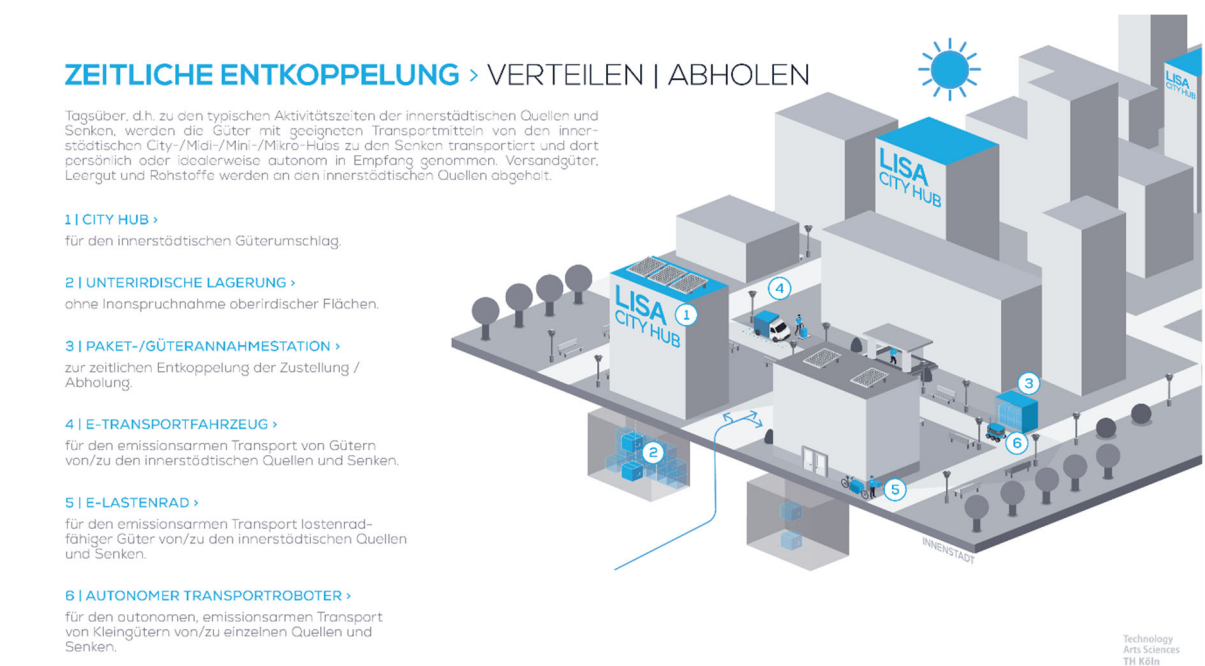 ZEITLICHE ENTKOPPELUNG > VERTEILEN | ABHOLEN
Tagsüber, d.h. zu den typischen Aktivitätszeiten der innerstädtischen Quellen und
Senken, werden die Güter mit geeigneten Transportmitteln von den inner-
städtischen City-/Midi-/Mini-/Mikro-Hubs zu den Senken transportiert und dort
persönlich oder idealerweise autonom in Empfang genommen. Versandgüter,
Leergut und Rohstoffe werden an den innerstädtischen Quellen abgeholt.
1 | CITY HUB >
für den innerstädtischen Güterumschlag.
2 | UNTERIRDISCHE LAGERUNG >
ohne Inanspruchnahme oberirdischer Flächen.
3 | PAKET-/GÜTERANNAHMESTATION >
zur zeitlichen Entkoppelung der Zustellung /
Abholung.
4 | E-TRANSPORTFAHRZEUG >
für den emissionsarmen Transport von Gütern
von/zu den innerstädtischen Quellen und Senken.
5 | E-LASTENRAD >
für den emissionsarmen Transport lastenrad-
fähiger Güter von/zu den innerstädtischen Quellen
und Senken.
6 | AUTONOMER TRANSPORTROBOTER >
für den autonomen, emissionsarmen Transport
von Kleingütern von/zu einzelnen Quellen und
Senken.
LISA
CITY HUB
LISA
CITY HUB
LISA
CITY HUB
1
2
3
4
5
6
INNENSTADT
Technology
Arts Sciences
TH Köln